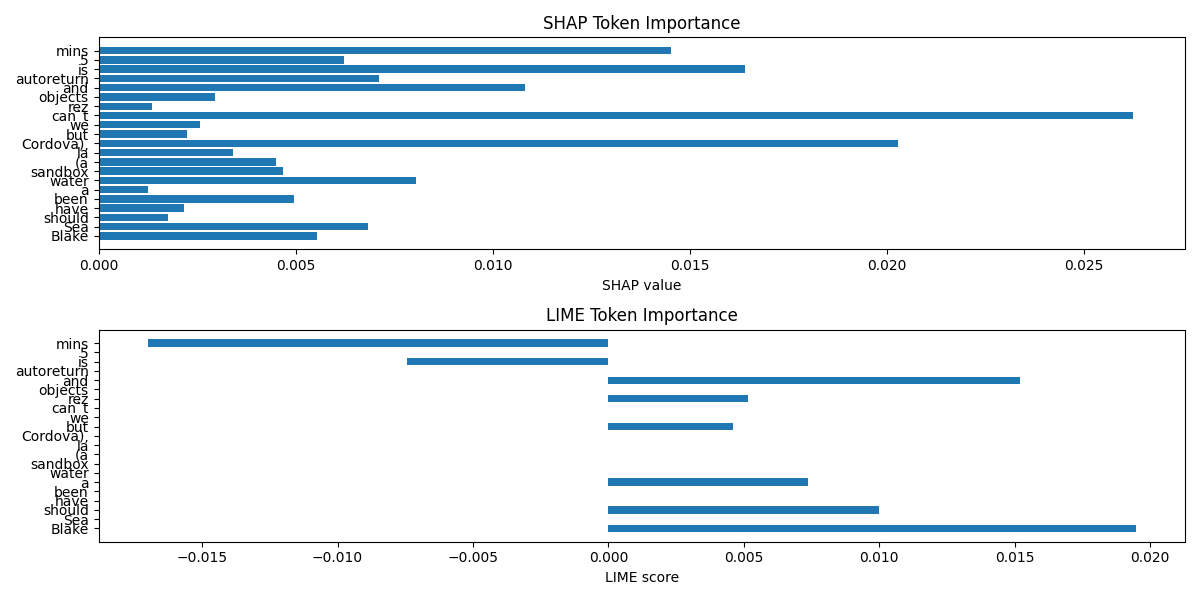 SHAP Token Importance
mins
5
is
autoreturn
and
objects
rez
can t
we
but
Cordova),
la
(a
sandbox
water
a
been
have
should
Sea
Blake
0.000 0.005 0.010 0.015 0.020 0.025
SHAP value
LIME Token Importance
mins
5
is
autoreturn
and
objects
rez
can t
we
but
Cordova),
la
(a
sandbox
water
a
been
have
should
Sea
Blake
−0.015 −0.010 −0.005 0.000 0.005 0.010 0.015 0.020
LIME score